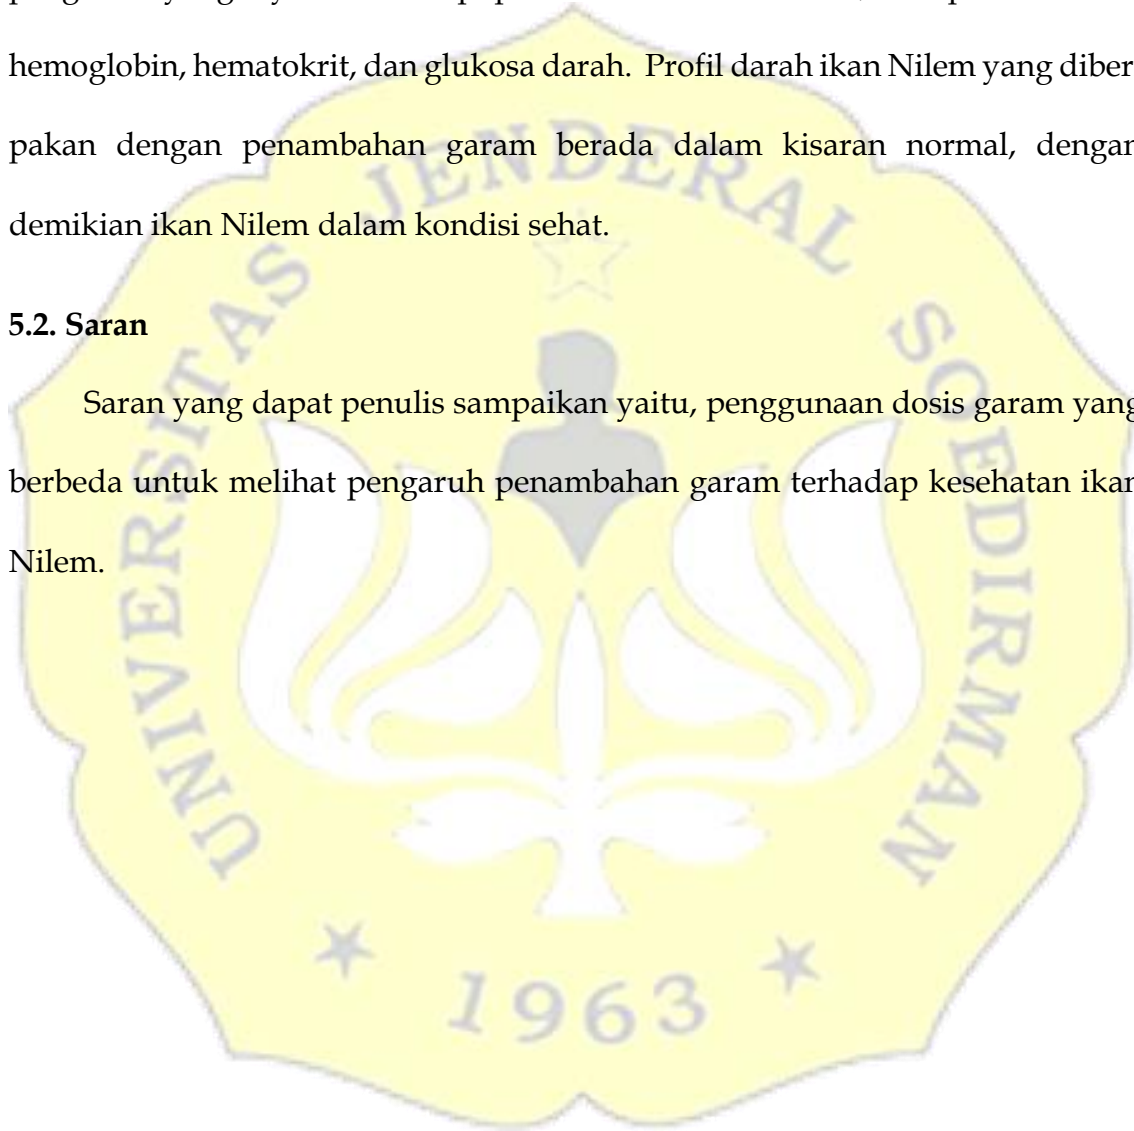 hemoglobin, hematokrit, dan glukosa darah. Profil darah ikan Nilem yang diber
pakan dengan penambahan garam berada dalam kisaran normal, dengan
demikian ikan Nilem dalam kondisi sehat.
5.2. Saran
Saran yang dapat penulis sampaikan yaitu, penggunaan dosis garam yang
berbeda untuk melihat pengaruh penambahan garam terhadap kesehatan ikan
Nilem.
UNIVERSITAS JENDERAL SOEDIRMAN
1963